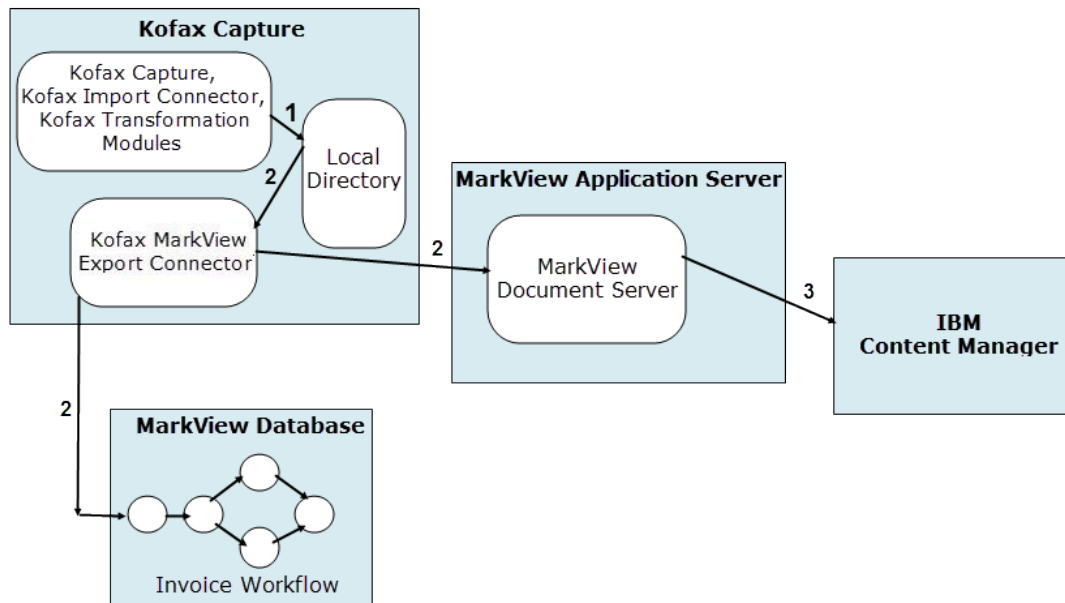 Kofax Capture
Kofax Capture,
Kofax Import Connector,
Kofax Transformation
Modules
1
Local
Directory
2
Kofax MarkView
Export Connector
2
MarkView Application Server
MarkView
Document Server
3
IBM
Content Manager
2
MarkView Database
Invoice Workflow